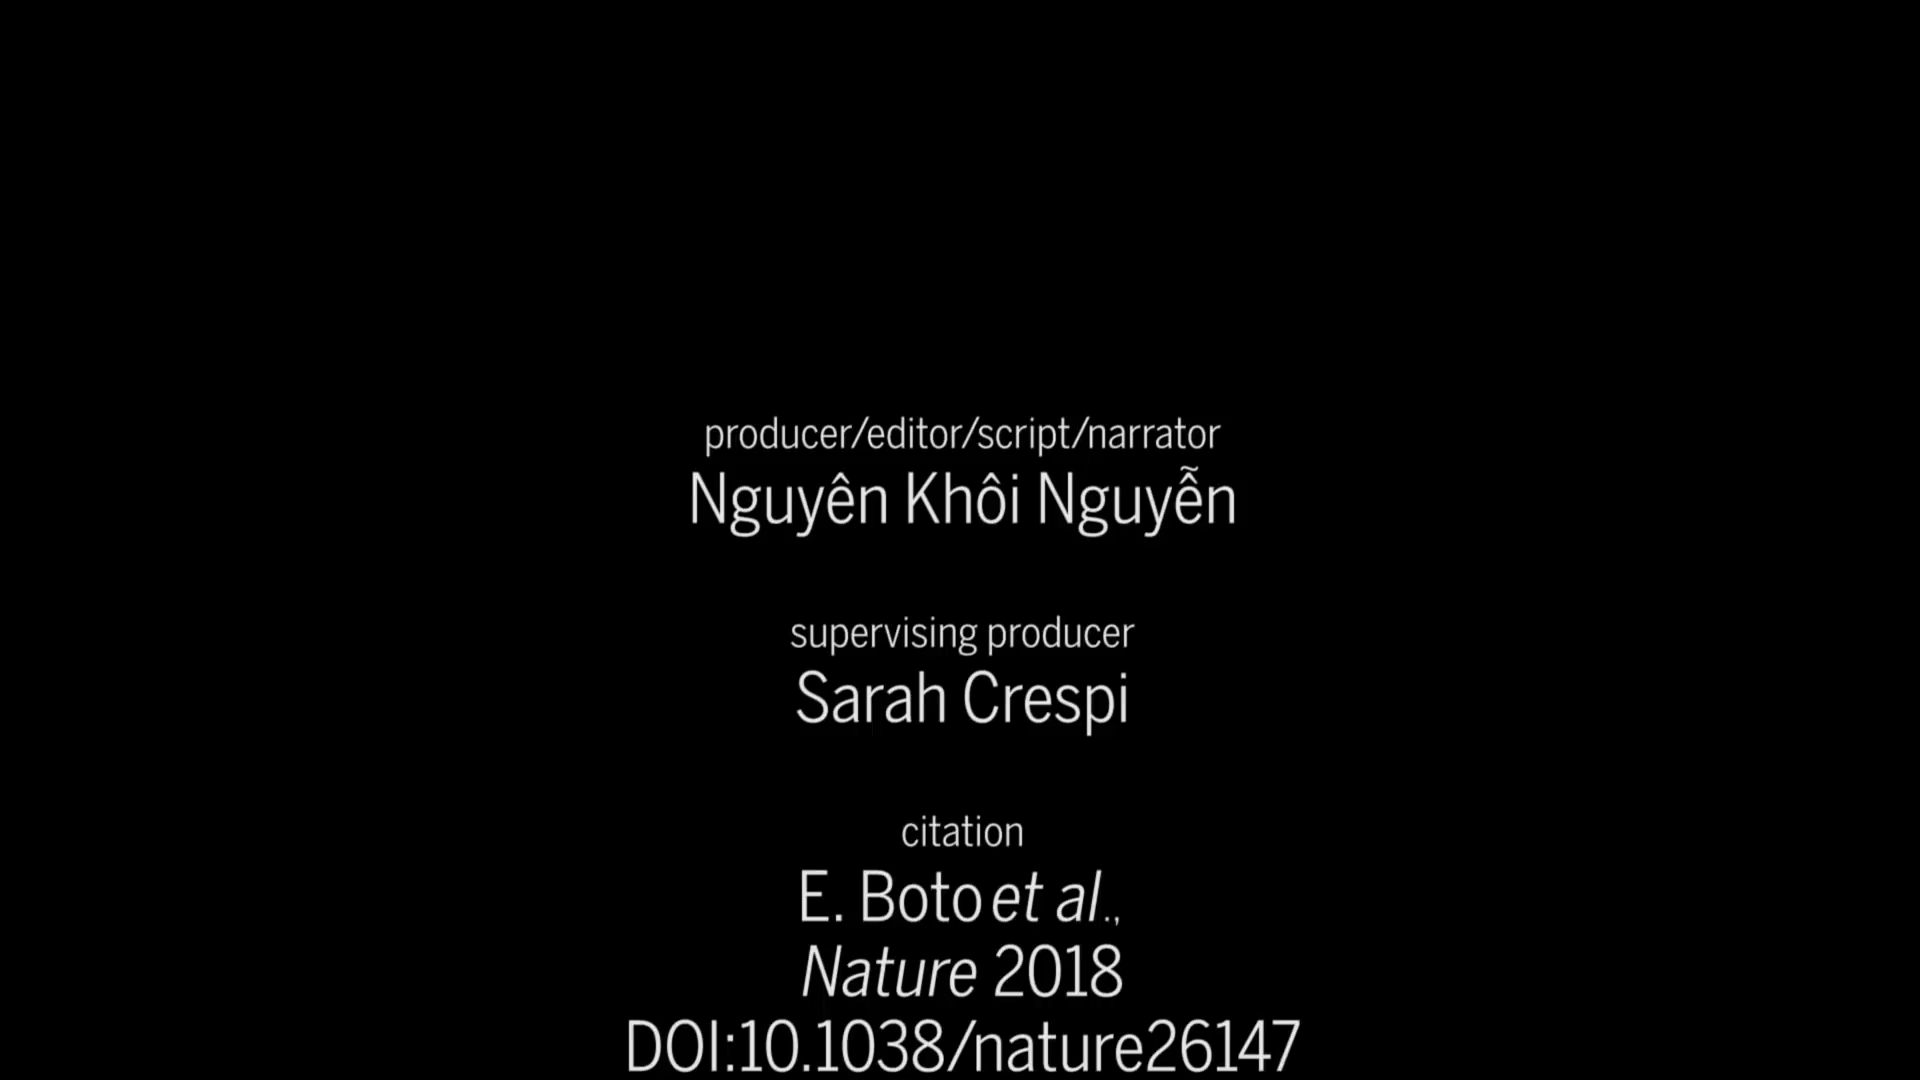 producer/editor/script/narrator
Nguyên Khôi Nguyễn
supervising producer
Sarah Crespi
citation
E. Boto et al.,
Nature 2018
DOI:10.1038/nature26147